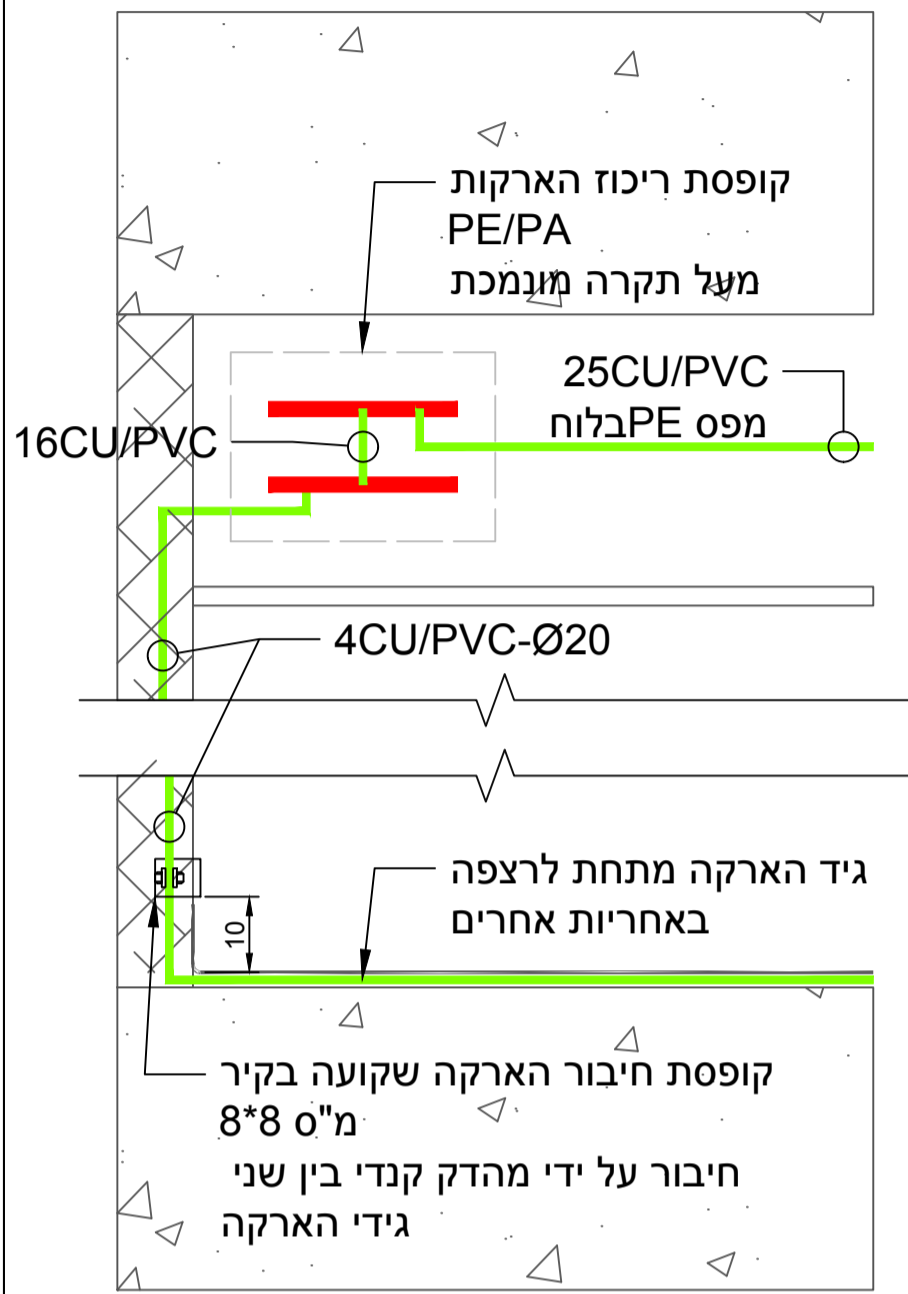 קופסת ריכוז הארקות
PE/PA
מעל תקרה מונמכת
25CU/PVC
מפס PEבלוח
16CU/PVC
4CU/PVC-Ø20
גיד הארקה מתחת לרצפה
באחריות אחרים
10
קופסת חיבור הארקה שקועה בקיר
8*8 ס"מ
חיבור על ידי מהדק קנדי בין שני
גידי הארקה